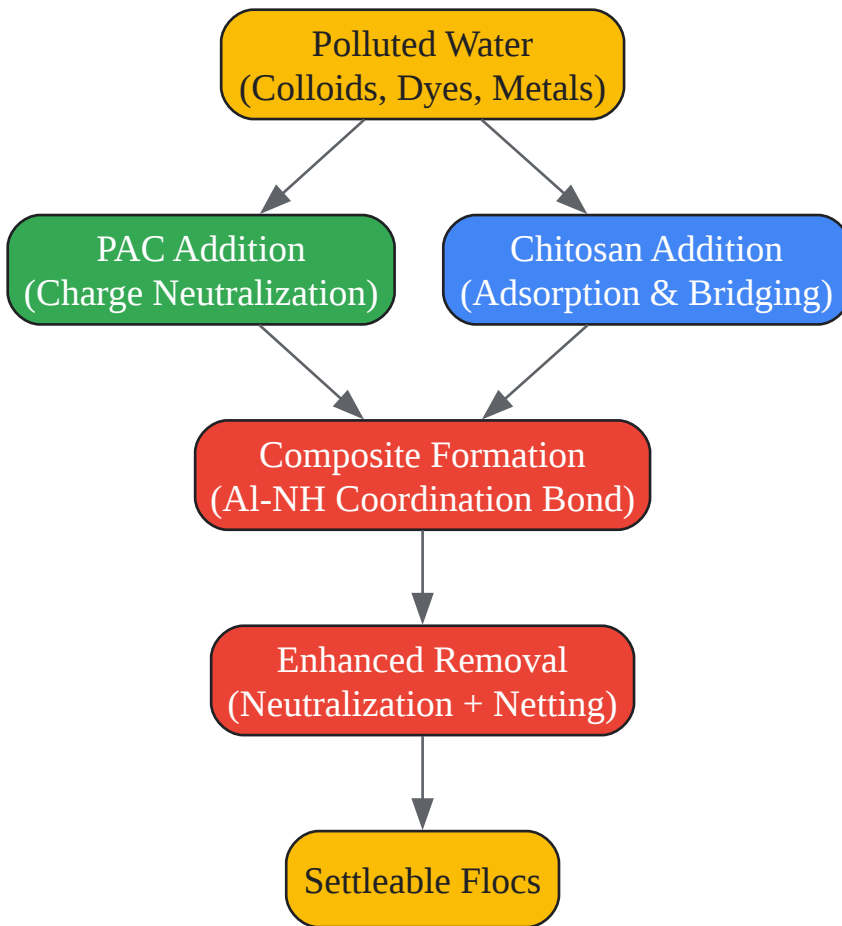 Polluted Water
(Colloids, Dyes, Metals)
PAC Addition
(Charge Neutralization)
Chitosan Addition
(Adsorption & Bridging)
Composite Formation
(Al-NH Coordination Bond)
Enhanced Removal
(Neutralization + Netting)
Settleable Flocs